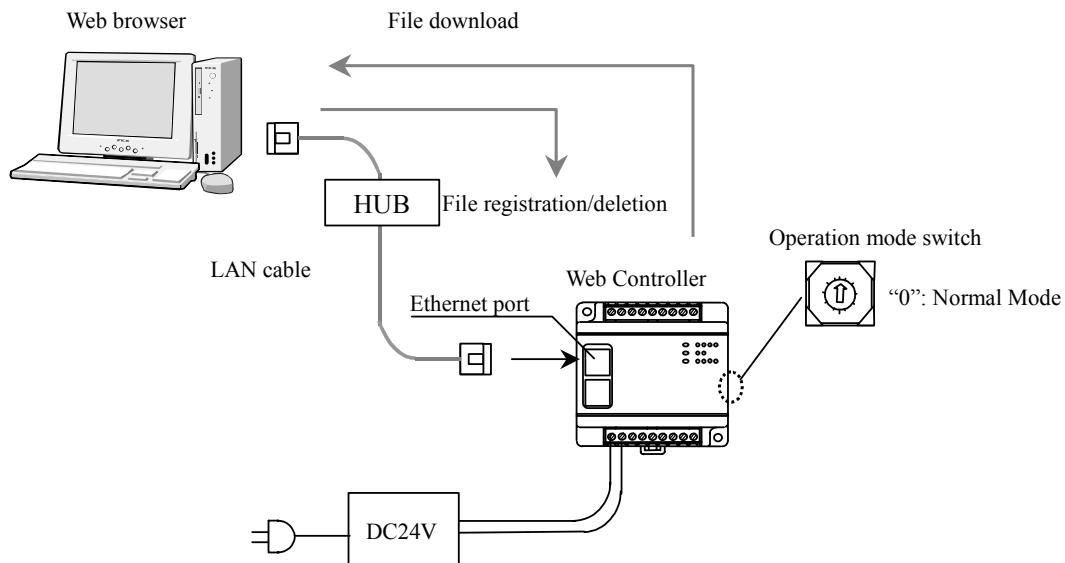 Web browser
File download
HUB
File registration/deletion
Operation mode switch
LAN cable
Web Controller
“0”: Normal Mode
Ethernet port
DC24V